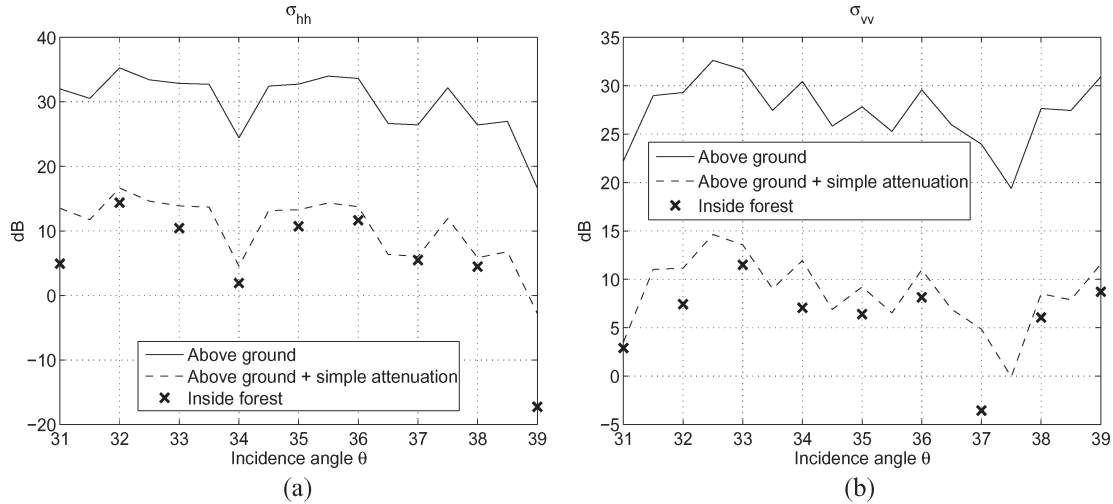 σhh
40
30
20
10
0
−10
−20
dB
31 32 33 34 35 36 37 38 39
Incidence angle θ
Above ground
Above ground + simple attenuation
Inside forest
(a)
σvv
35
30
25
20
15
10
5
0
−5
dB
31 32 33 34 35 36 37 38 39
Incidence angle θ
Above ground
Above ground + simple attenuation
Inside forest
(b)